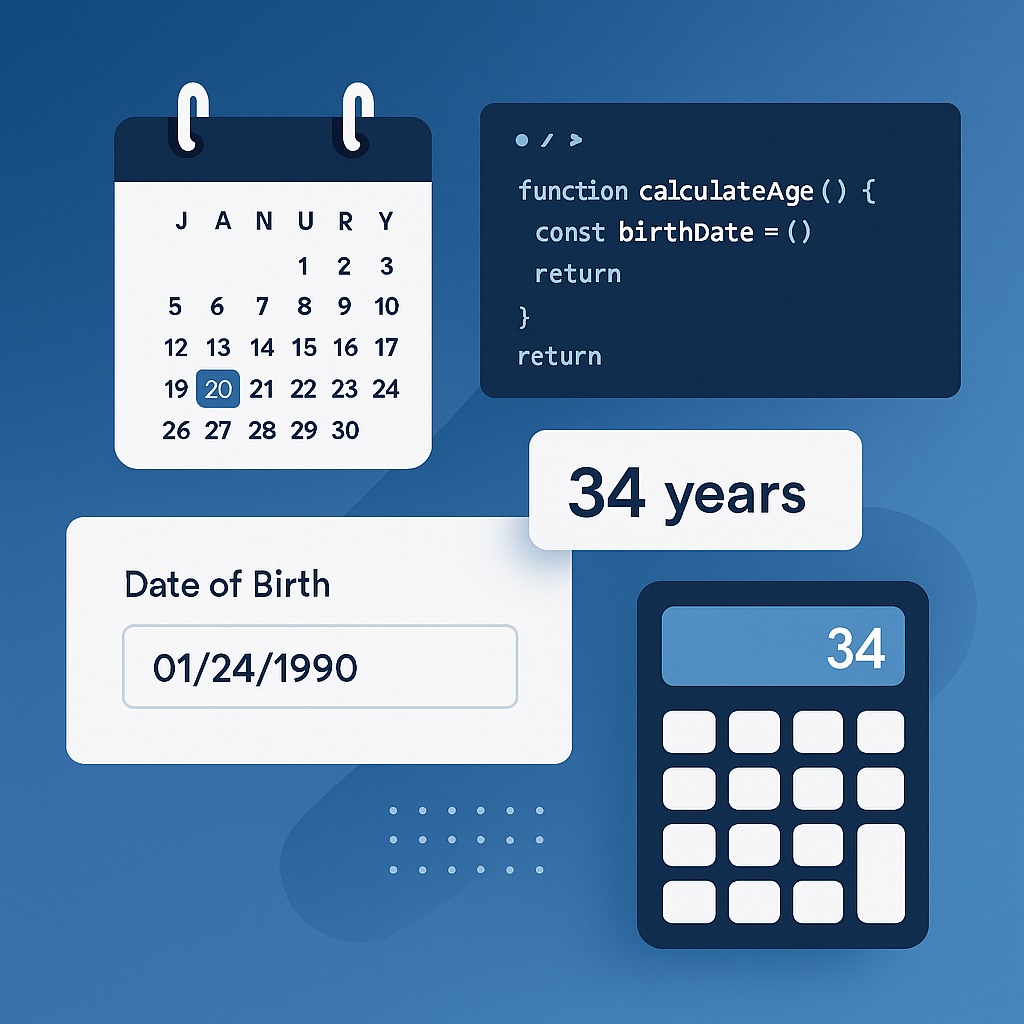 J A N U R Y
1 2 3
5 6 7 8 9 10
12 13 14 15 16 17
19 20 21 22 23 24
26 27 28 29 30
function calculateAge() {
const birthDate = ()
return
}
return
34 years
Date of Birth
01/24/1990
34